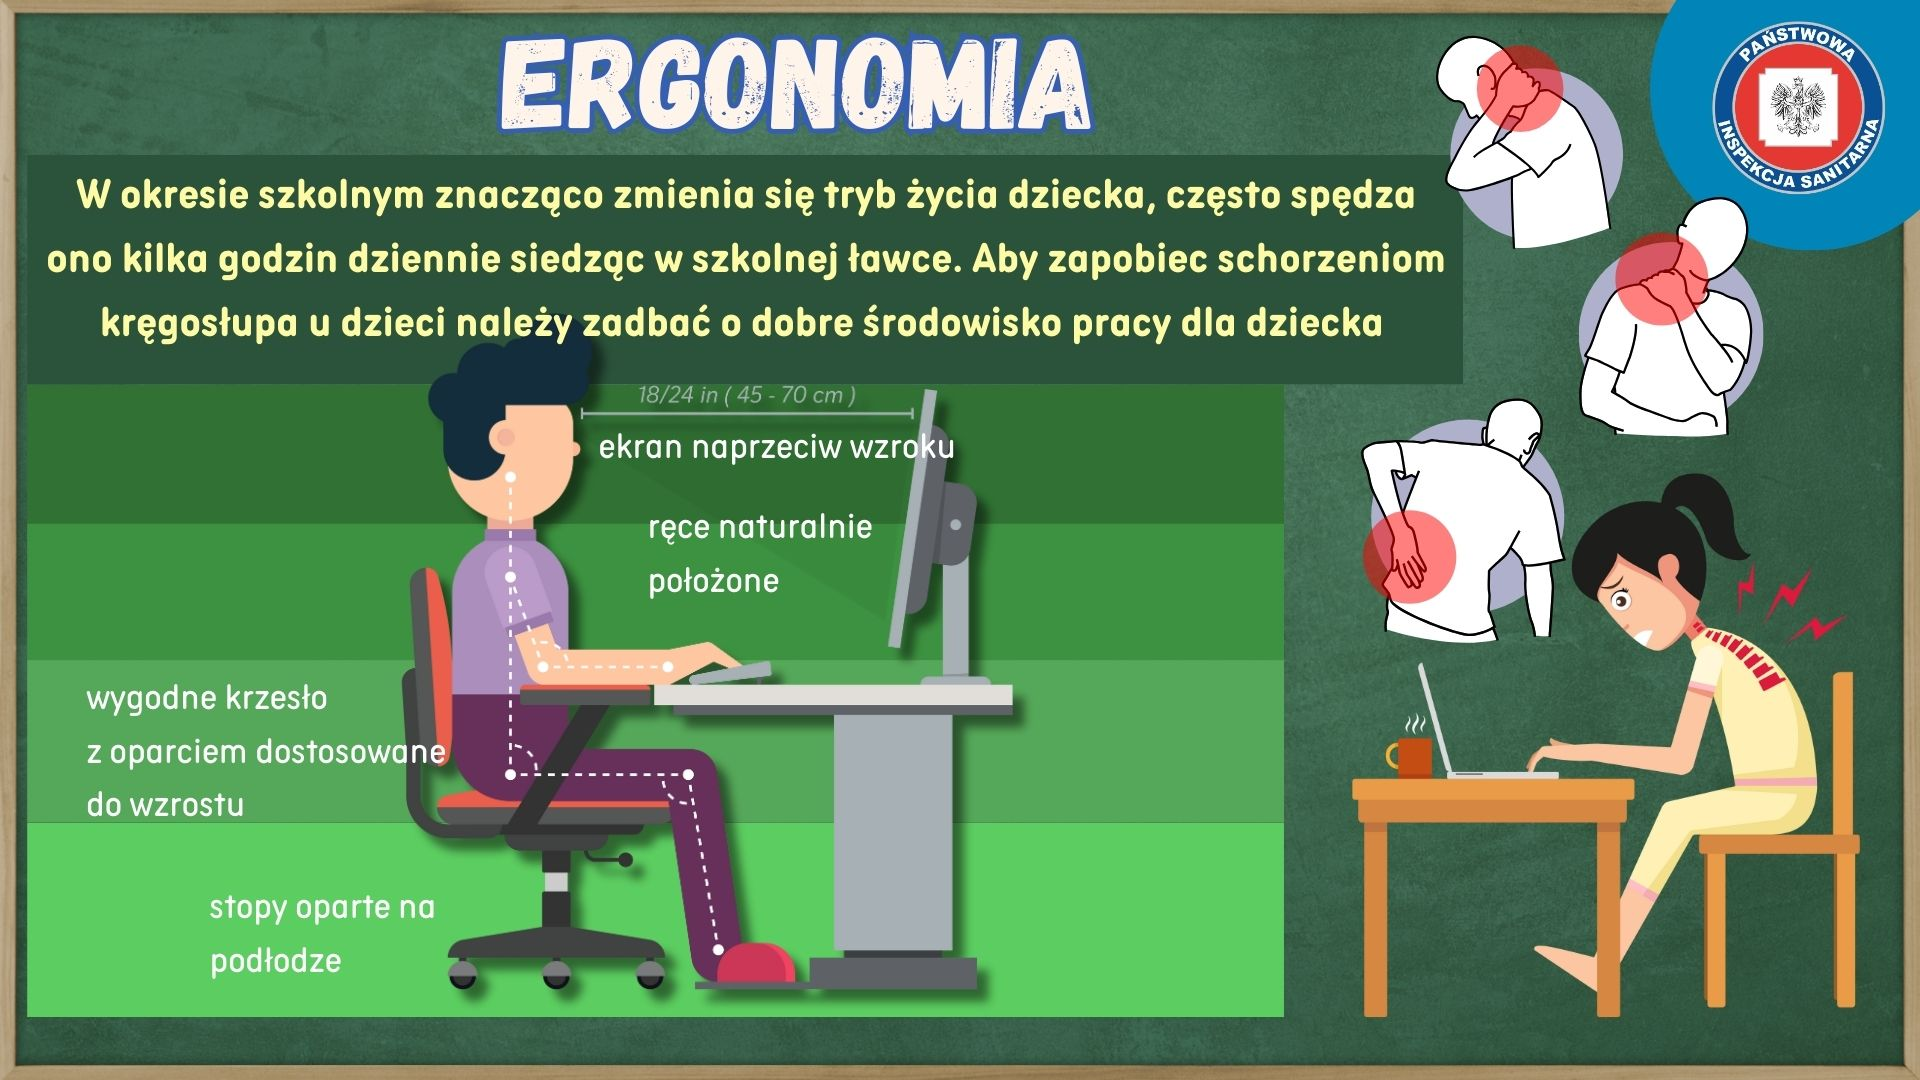 ERGONOMIA
PAŃSTWOWA
INSPEKCJA SANITARNA
W okresie szkolnym znacząco zmienia się tryb życia dziecka, często spędza
ono kilka godzin dziennie siedząc w szkolnej ławce. Aby zapobiec schorzeniom
kręgosłupa u dzieci należy zadbać o dobre środowisko pracy dla dziecka
18/24 in ( 45 - 70 cm )
ekran naprzeciw wzroku
ręce naturalnie
położone
wygodne krzesło
z oparciem dostosowane
do wzrostu
stopy oparte na
podłodze